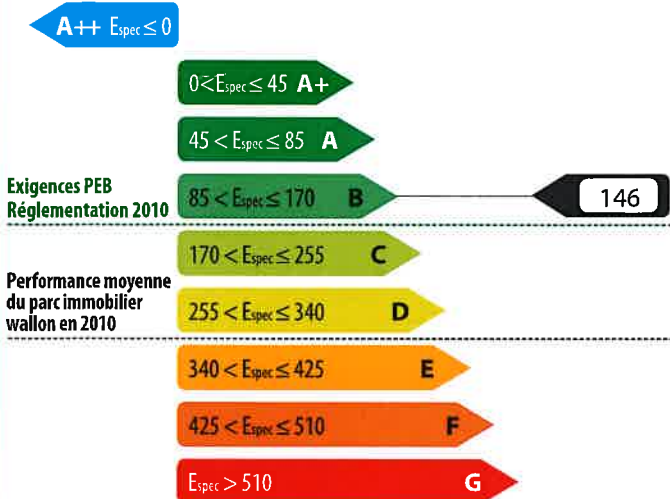 A++ Espec ≤ 0
0<Espec ≤ 45 A+
45 < Espec ≤ 85 A
Exigences PEB
Réglementation 2010
85 < Espec ≤ 170 B
146
170 < Espec ≤ 255 C
Performance moyenne
du parc immobilier
wallon en 2010
255 < Espec ≤ 340 D
340 < Espec ≤ 425 E
425 < Espec ≤ 510 F
Espec > 510 G